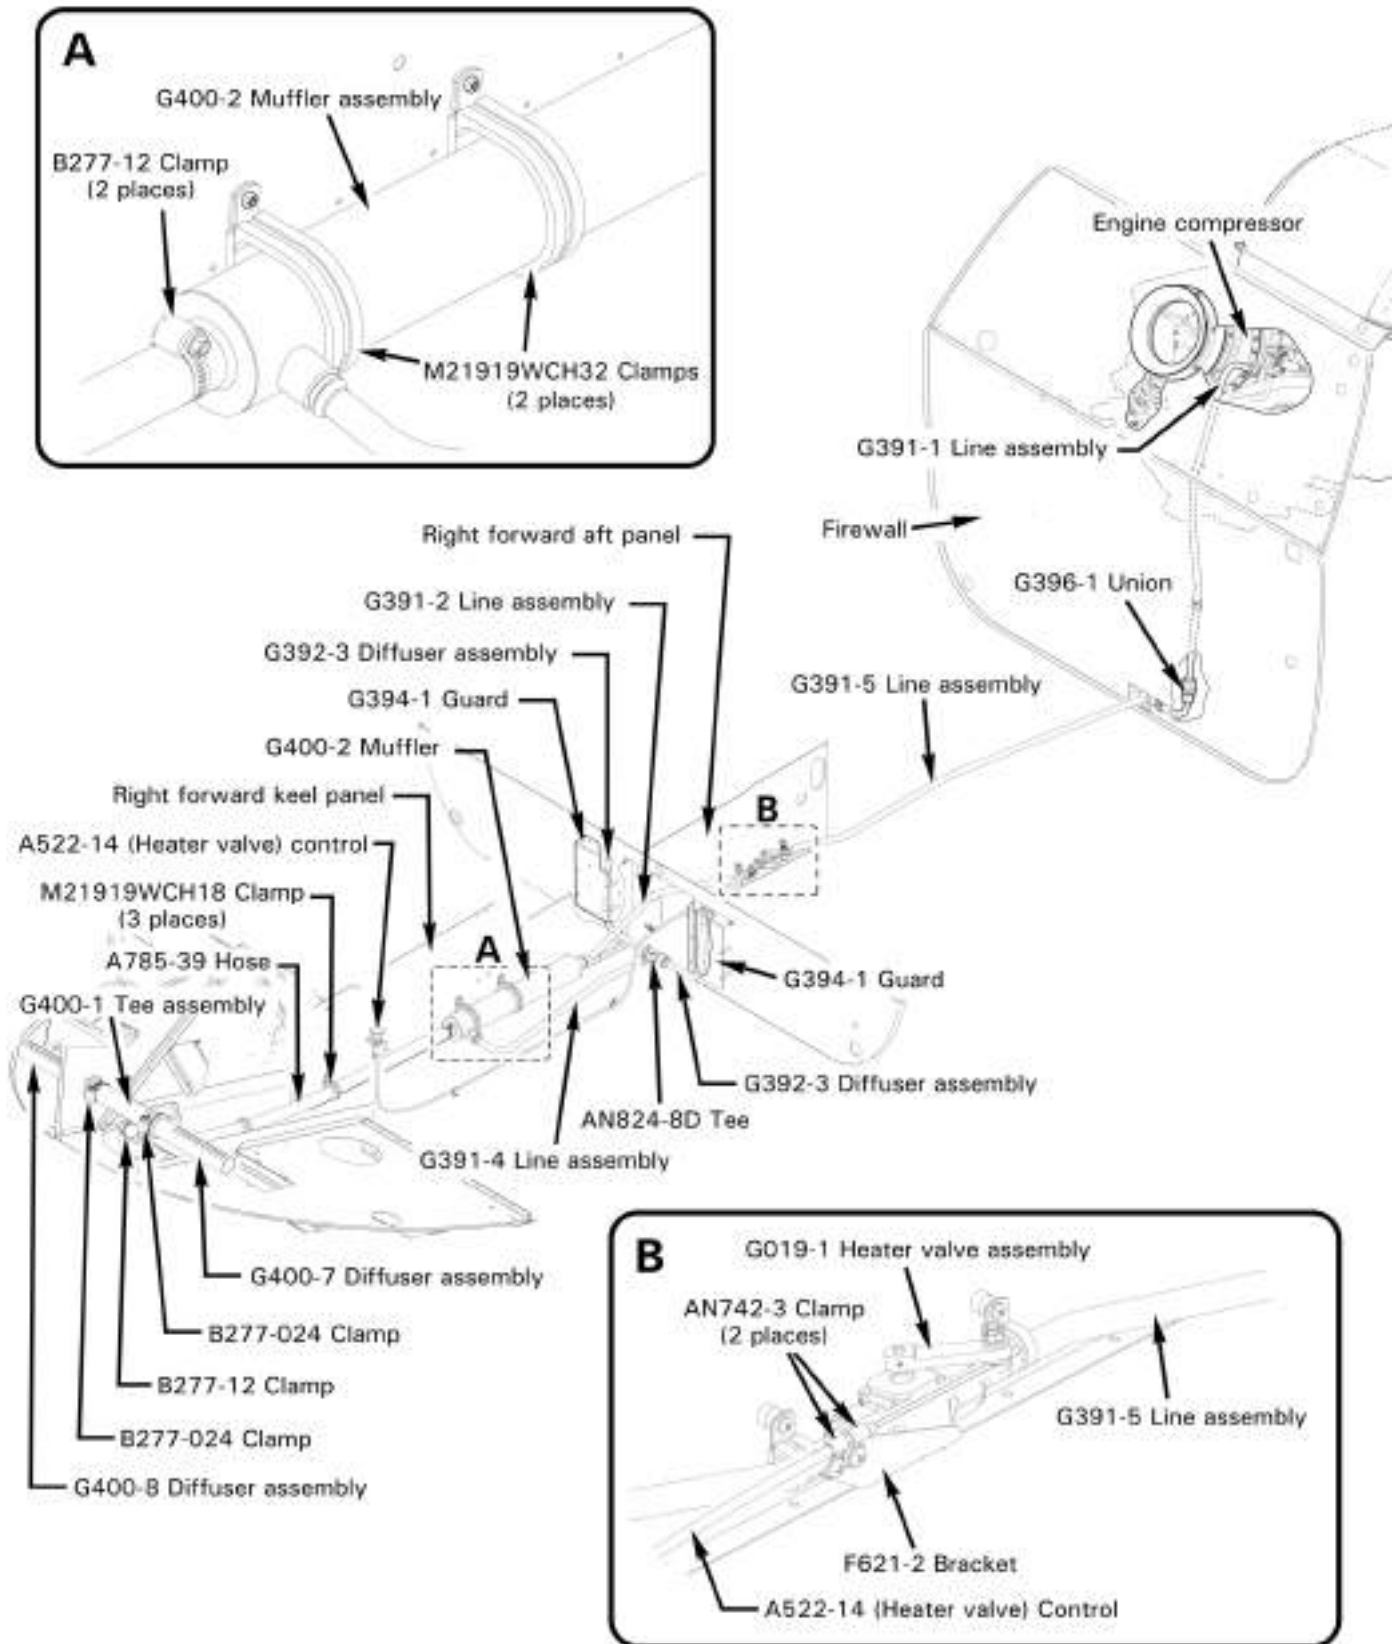 A
G400-2 Muffler assembly
B277-12 Clamp
(2 places)
M21919WCH32 Clamps
(2 places)
Engine compressor
G391-1 Line assembly
Firewall
G396-1 Union
Right forward aft panel
G391-2 Line assembly
G392-3 Diffuser assembly
G391-5 Line assembly
G394-1 Guard
G400-2 Muffler
Right forward keel panel
B
A522-14 (Heater valve) control
M21919WCH18 Clamp
(3 places)
A
A785-39 Hose
G394-1 Guard
G400-1 Tee assembly
G392-3 Diffuser assembly
AN824-8D Tee
G391-4 Line assembly
G400-7 Diffuser assembly
B277-024 Clamp
B277-12 Clamp
B277-024 Clamp
G400-8 Diffuser assembly
B
G019-1 Heater valve assembly
AN742-3 Clamp
(2 places)
G391-5 Line assembly
F621-2 Bracket
A522-14 (Heater valve) Control